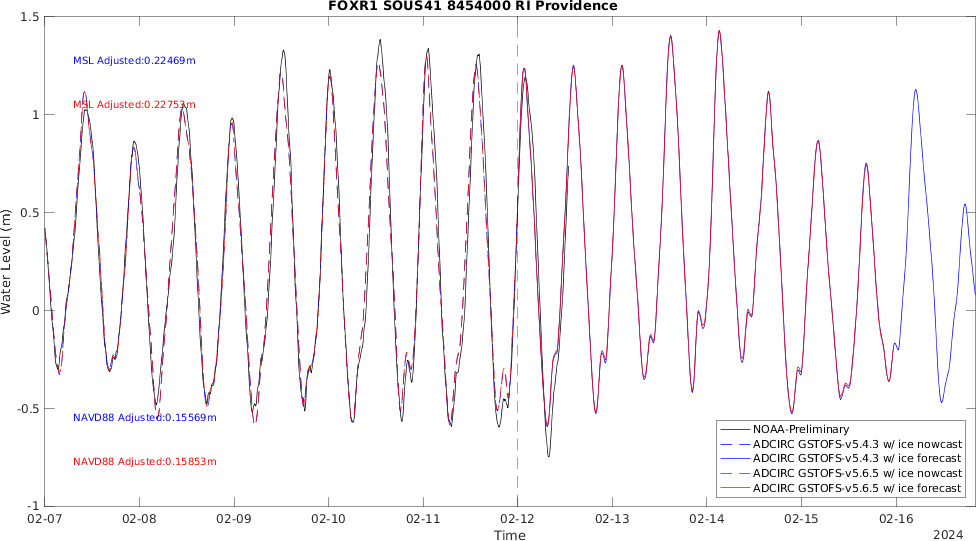 FOXR1 SOUS41 8454000 RI Providence
1.5
1
0.5
0
-0.5
-1
Water Level (m)
MSL Adjusted:0.22469m
MSL Adjusted:0.22753m
NAVD88 Adjusted:0.15569m
NAVD88 Adjusted:0.15853m
NOAA-Preliminary
ADCIRC GSTOFS-v5.4.3 w/ ice nowcast
ADCIRC GSTOFS-v5.4.3 w/ ice forecast
ADCIRC GSTOFS-v5.6.5 w/ ice nowcast
ADCIRC GSTOFS-v5.6.5 w/ ice forecast
02-07 02-08 02-09 02-10 02-11 02-12 02-13 02-14 02-15 02-16
Time
2024